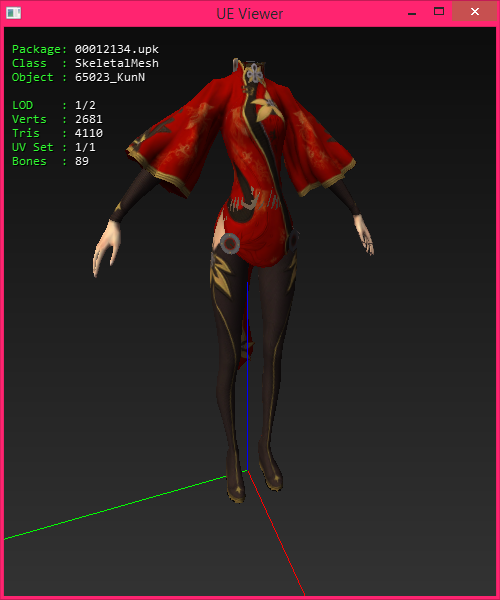 UE Viewer
Package: 00012134.upk
Class  : SkeletalMesh
Object : 65023_KunN
LOD    : 1/2
Verts  : 2681
Tris   : 4110
UV Set : 1/1
Bones  : 89